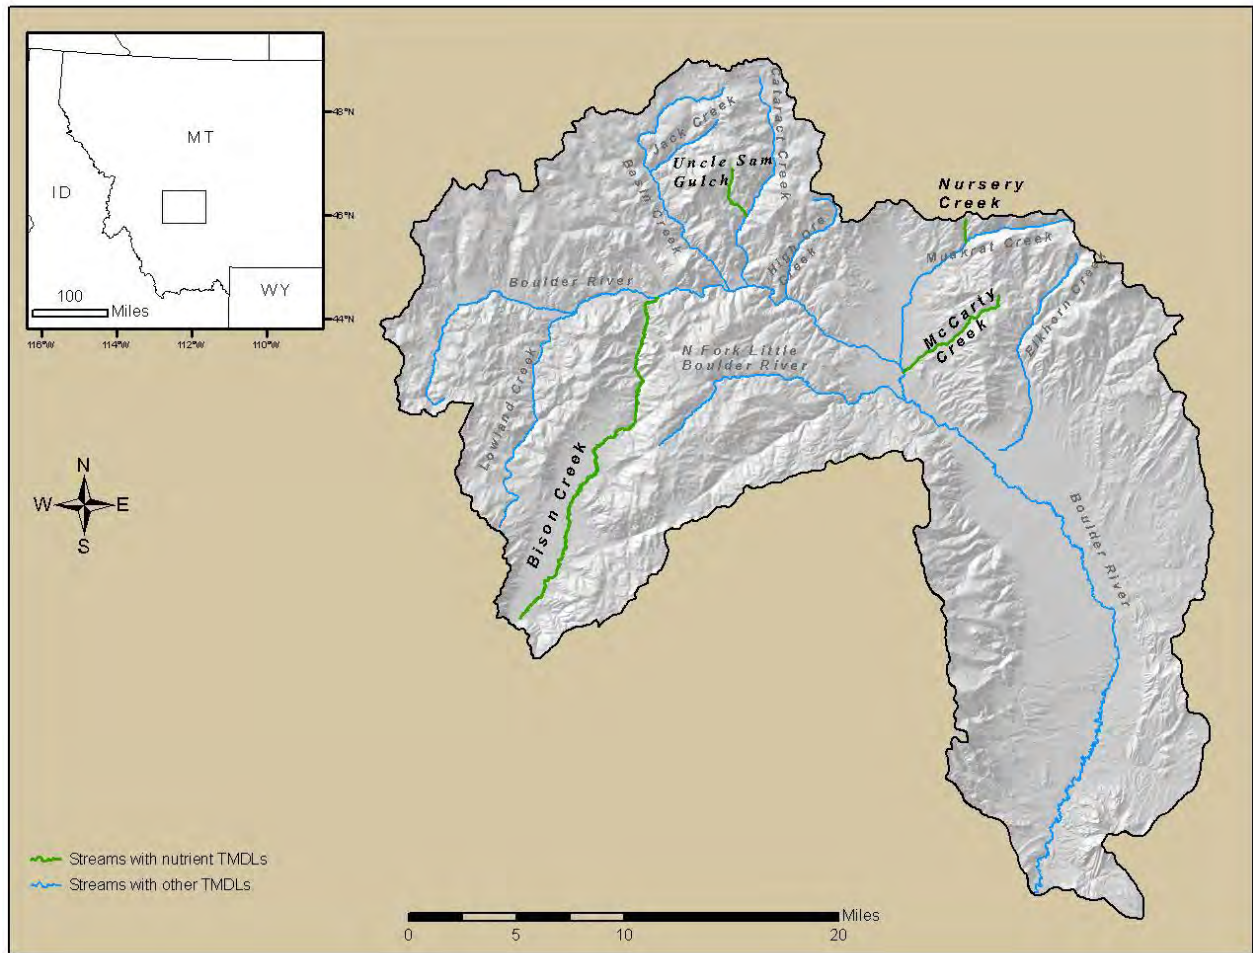 MT
ID
WY
100
Miles
48°N
46°N
44°N
116°W
114°W
112°W
110°W
Cataract Creek
Jack Creek
Uncle Sam
Gulch
Basin Creek
High Ore
Creek
Nursery
Creek
Muskrat Creek
Elkhorn Creek
McCarty
Creek
Boulder River
N Fork Little
Boulder River
Lowland Creek
Bison Creek
Boulder River
N
W
E
S
Streams with nutrient TMDLs
Streams with other TMDLs
Miles
0
5
10
20